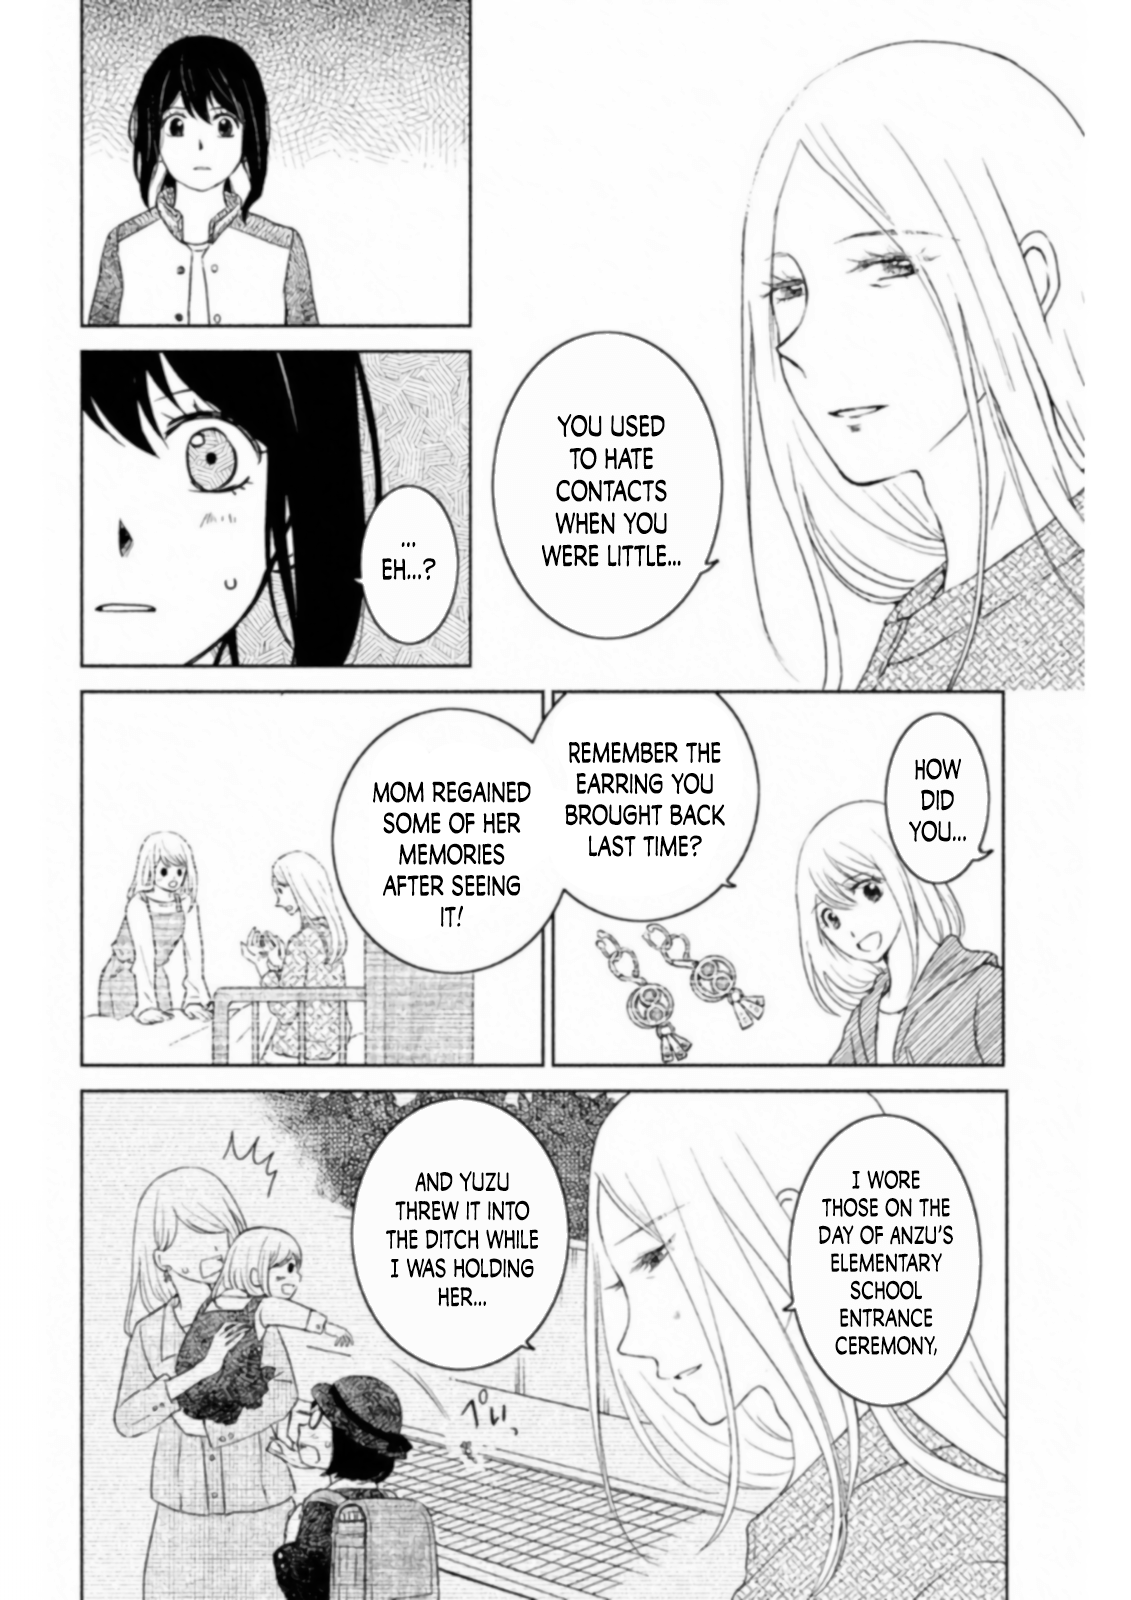 YOU USED
TO HATE
CONTACTS
WHEN YOU
WERE LITTLE...
...
EH...?
HOW
DID
YOU...
REMEMBER THE
EARRING YOU
BROUGHT BACK
LAST TIME?
MOM REGAINED
SOME OF HER
MEMORIES
AFTER SEEING
IT!
I WORE
THOSE ON THE
DAY OF ANZU'S
ELEMENTARY
SCHOOL
ENTRANCE
CEREMONY,
AND YUZU
THREW IT INTO
THE DITCH WHILE
I WAS HOLDING
HER...
ぺい